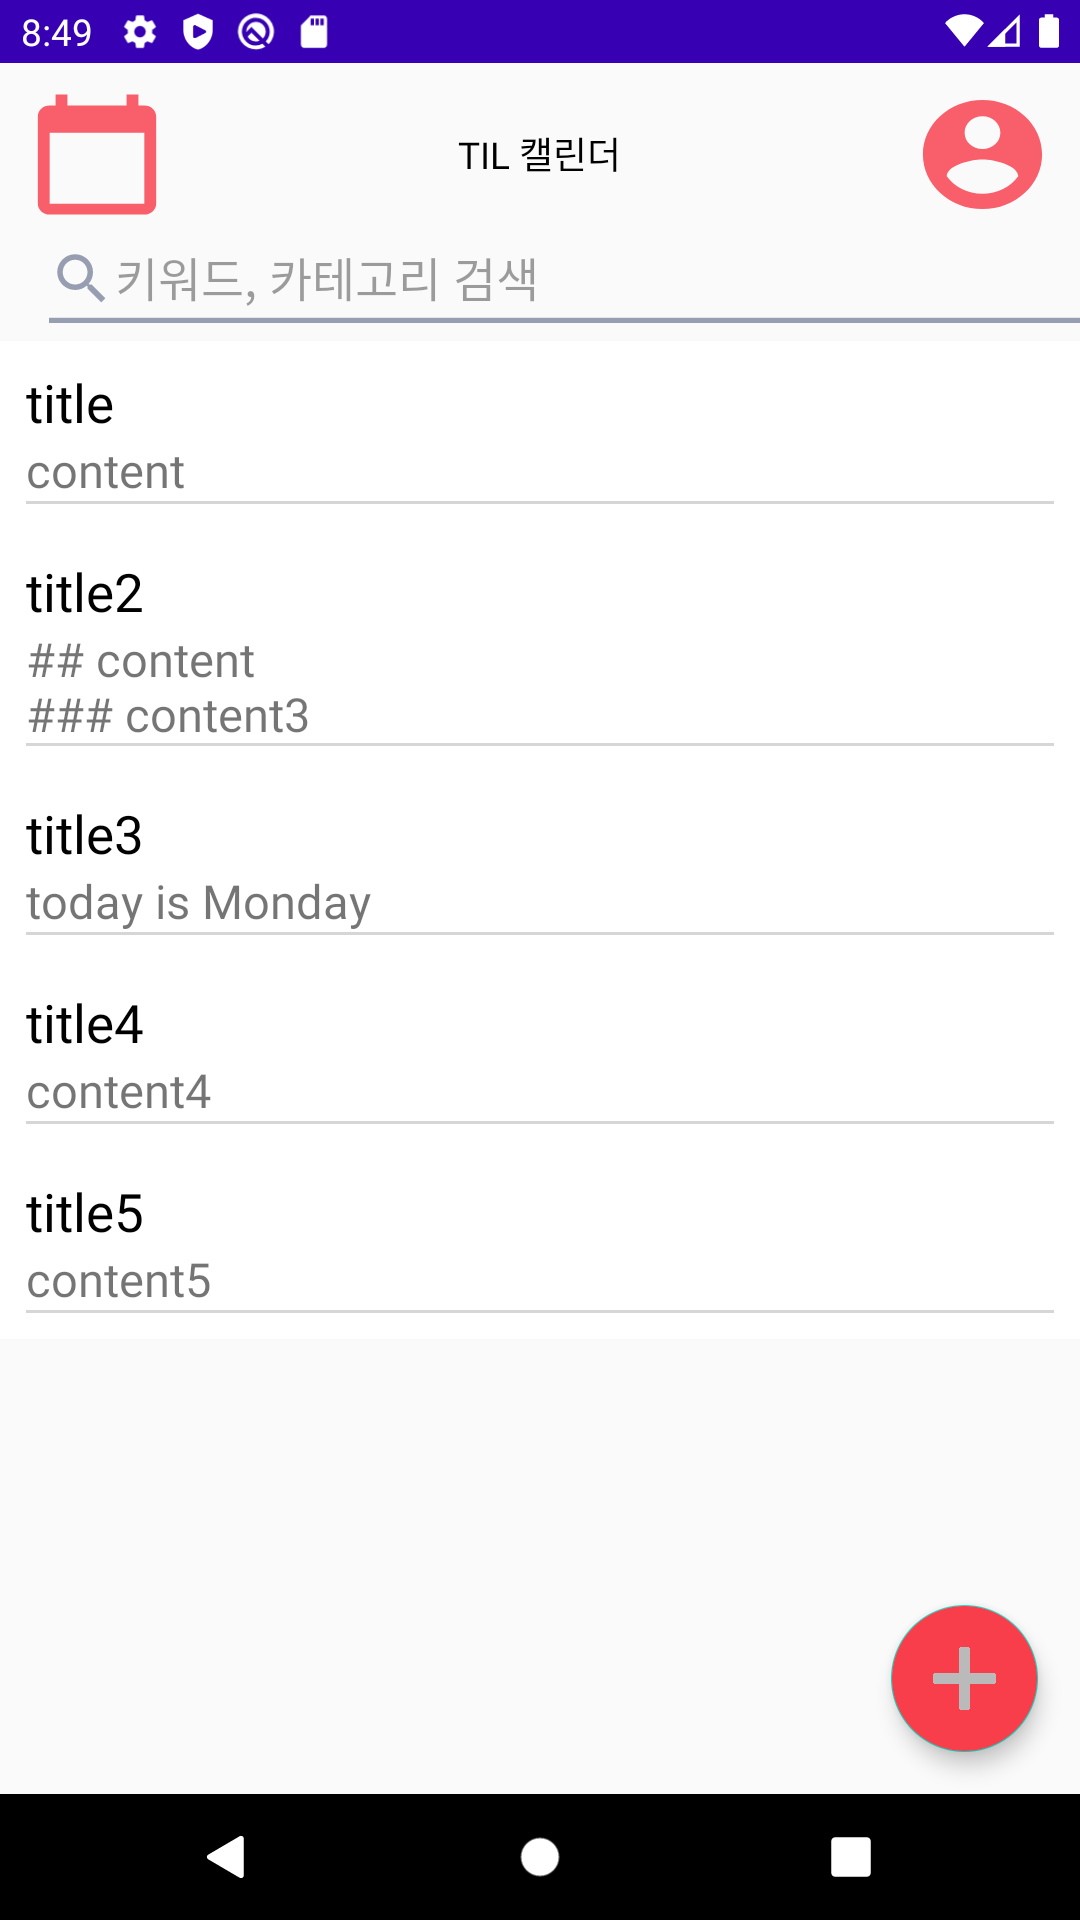 8:49
TIL 캘린더
키워드, 카테고리 검색
title
content
title2
## content
### content3
title3
today is Monday
title4
content4
title5
content5